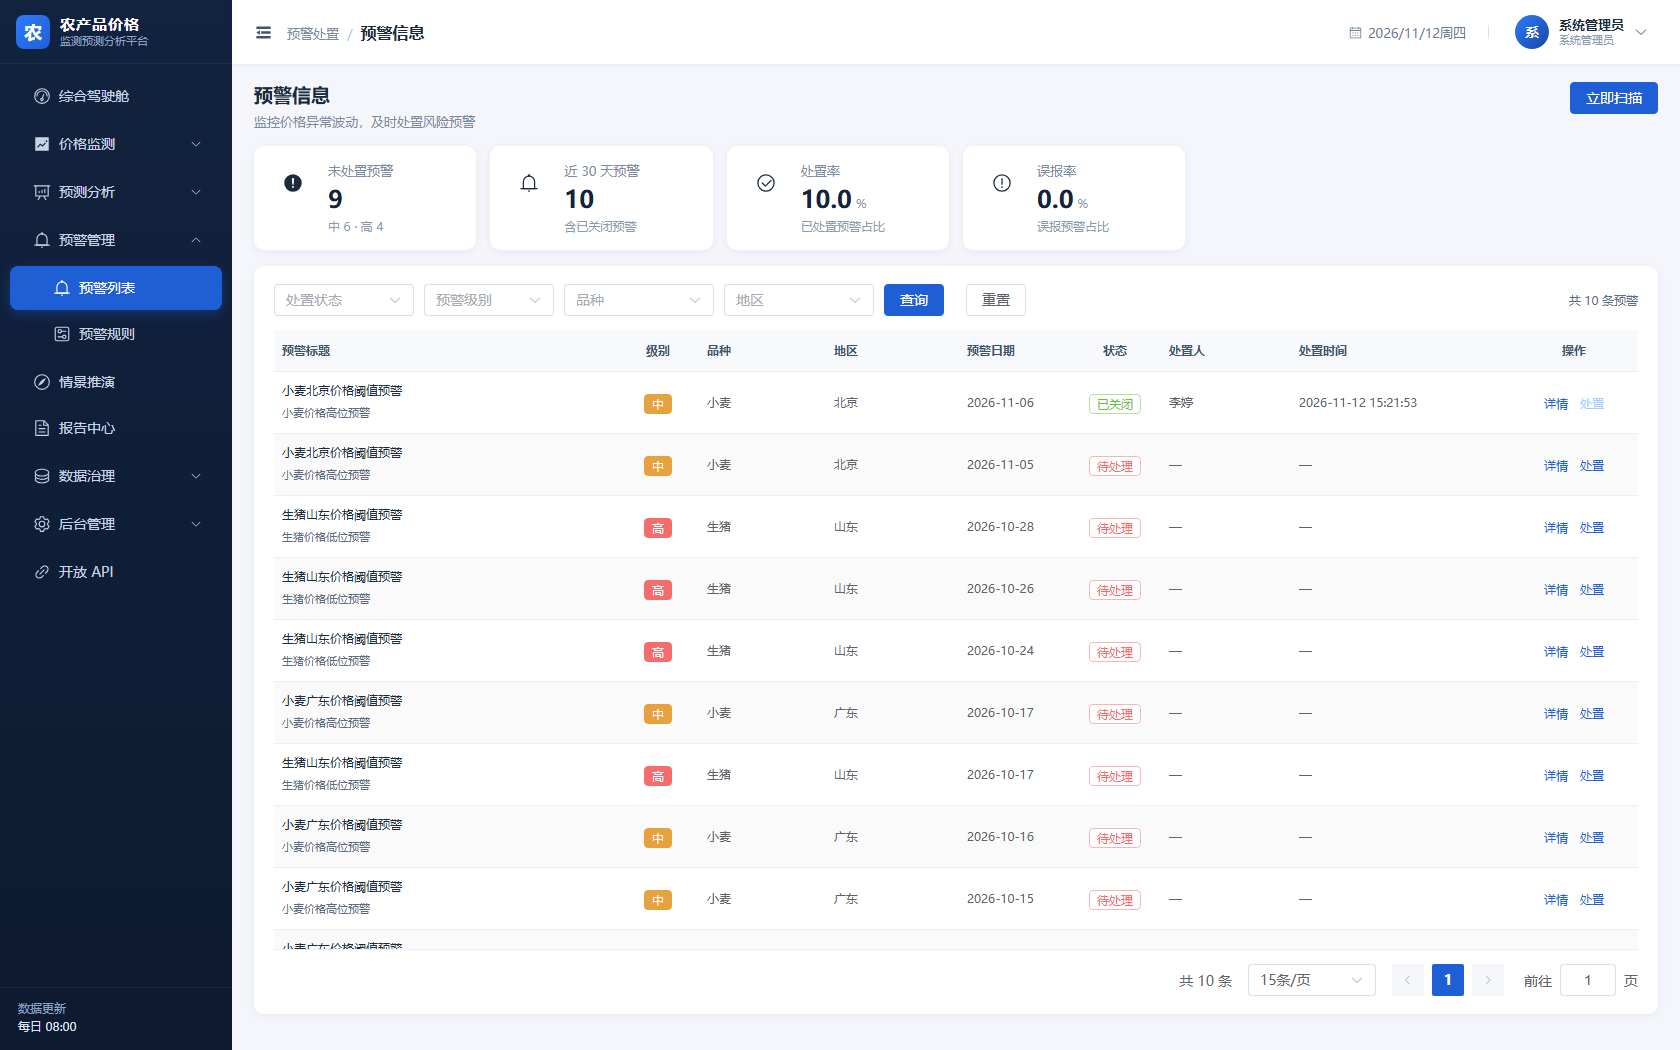 农
农产品价格
监测预测分析平台
综合驾驶舱
价格监测
预测分析
预警管理
预警列表
预警规则
情景推演
报告中心
数据治理
后台管理
开放 API
数据更新
每日 08:00
预警处置 / 预警信息
2026/11/12周四
系
系统管理员
系统管理员
预警信息
监控价格异常波动，及时处置风险预警
立即扫描
未处置预警
9
中 6 · 高 4
近 30 天预警
10
含已关闭预警
处置率
10.0 %
已处置预警占比
误报率
0.0 %
误报预警占比
处置状态 预警级别 品种 地区 查询 重置 共 10 条预警
预警标题 级别 品种 地区 预警日期 状态 处置人 处置时间 操作
小麦北京价格阈值预警
小麦价格高位预警
中 小麦 北京 2026-11-06 已关闭 李婷 2026-11-12 15:21:53 详情 处置
小麦北京价格阈值预警
小麦价格高位预警
中 小麦 北京 2026-11-05 待处理 — — 详情 处置
生猪山东价格阈值预警
生猪价格低位预警
高 生猪 山东 2026-10-28 待处理 — — 详情 处置
生猪山东价格阈值预警
生猪价格低位预警
高 生猪 山东 2026-10-26 待处理 — — 详情 处置
生猪山东价格阈值预警
生猪价格低位预警
高 生猪 山东 2026-10-24 待处理 — — 详情 处置
小麦广东价格阈值预警
小麦价格高位预警
中 小麦 广东 2026-10-17 待处理 — — 详情 处置
生猪山东价格阈值预警
生猪价格低位预警
高 生猪 山东 2026-10-17 待处理 — — 详情 处置
小麦广东价格阈值预警
小麦价格高位预警
中 小麦 广东 2026-10-16 待处理 — — 详情 处置
小麦广东价格阈值预警
小麦价格高位预警
中 小麦 广东 2026-10-15 待处理 — — 详情 处置
小麦广东价格阈值预警
共 10 条 15条/页 1 前往 1 页